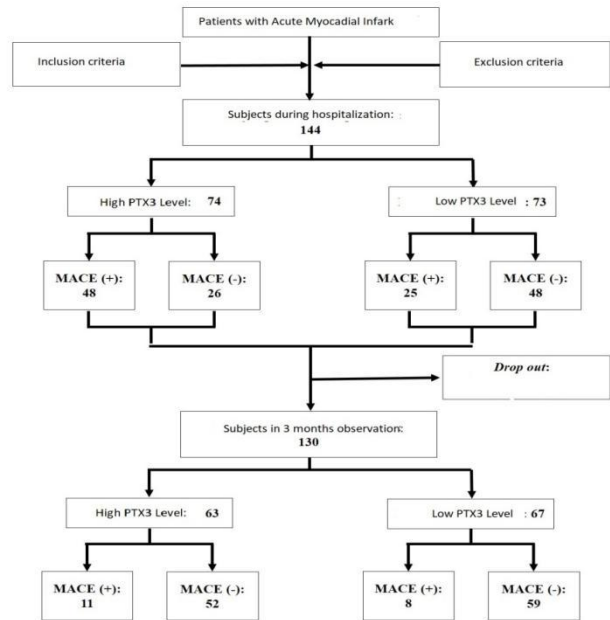 Patients with Acute Myocadial Infark
Inclusion criteria
Exclusion criteria
Subjects during hospitalization:
144
High PTX3 Level: 74
Low PTX3 Level : 73
MACE (+):
48
MACE (-):
26
MACE (+):
25
MACE (-):
48
Drop out:
Subjects in 3 months observation:
130
High PTX3 Level: 63
Low PTX3 Level : 67
MACE (+):
11
MACE (-):
52
MACE (+):
8
MACE (-):
59